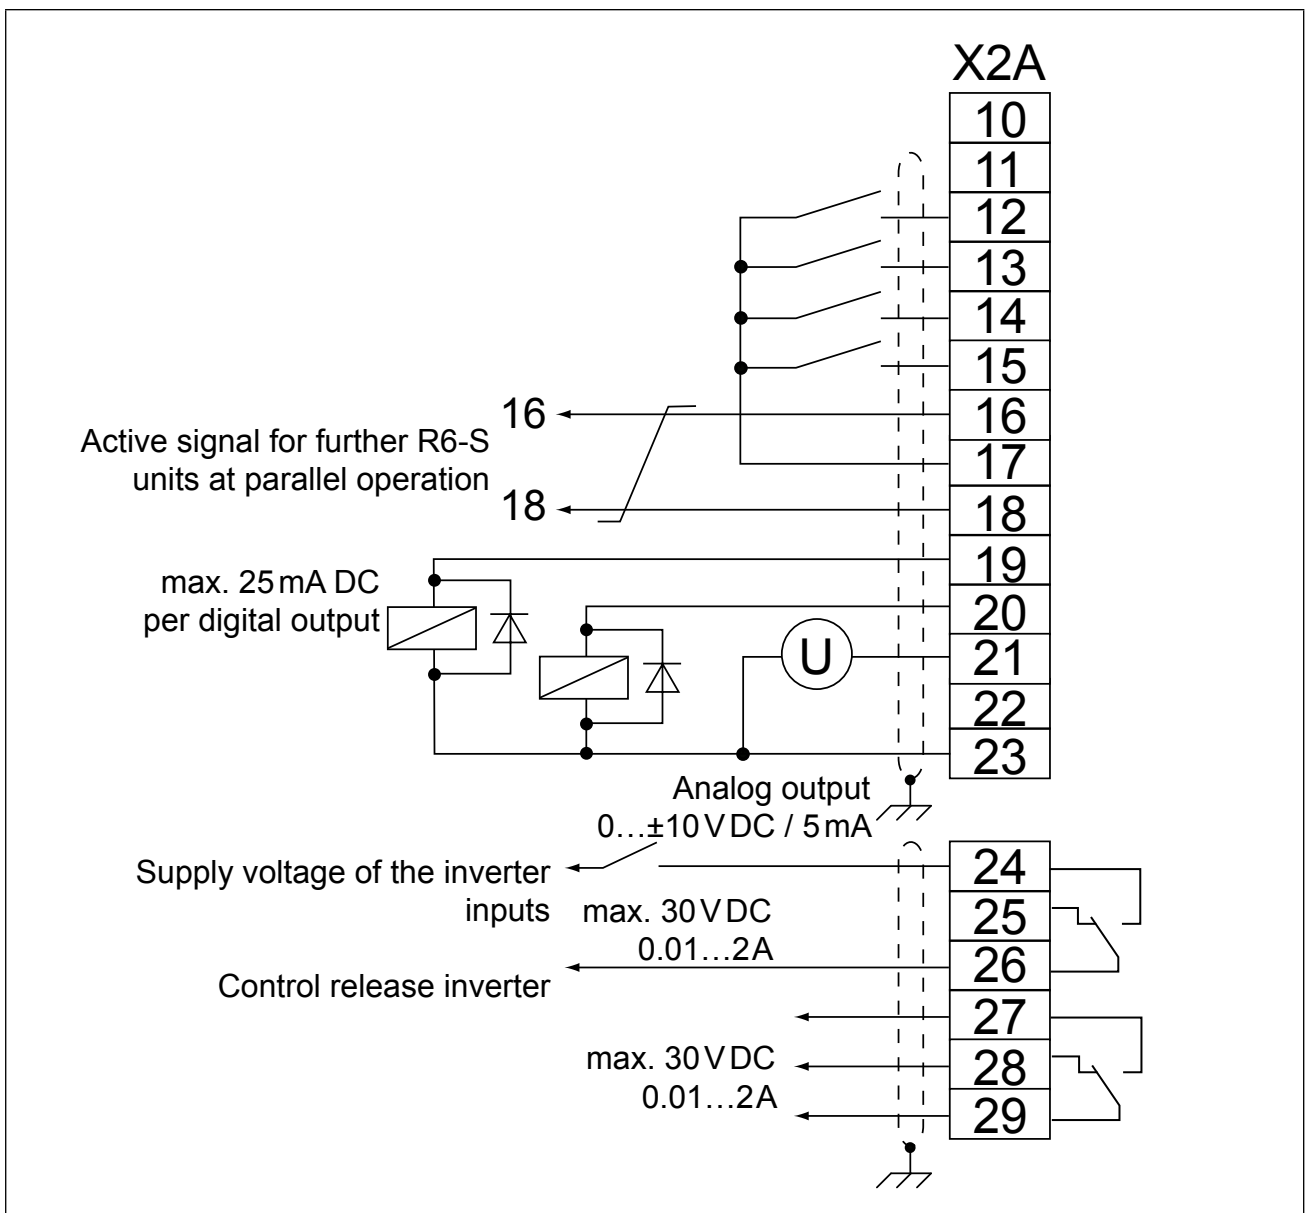 X2A
10
11
12
13
14
15
16
17
18
19
20
21
22
23
16
Active signal for further R6-S
units at parallel operation
18
max. 25 mA DC
per digital output
U
Analog output
0…±10 V DC / 5 mA
24
25
26
27
28
29
Supply voltage of the inverter
inputs
max. 30 V DC
0.01…2 A
Control release inverter
max. 30 V DC
0.01…2 A